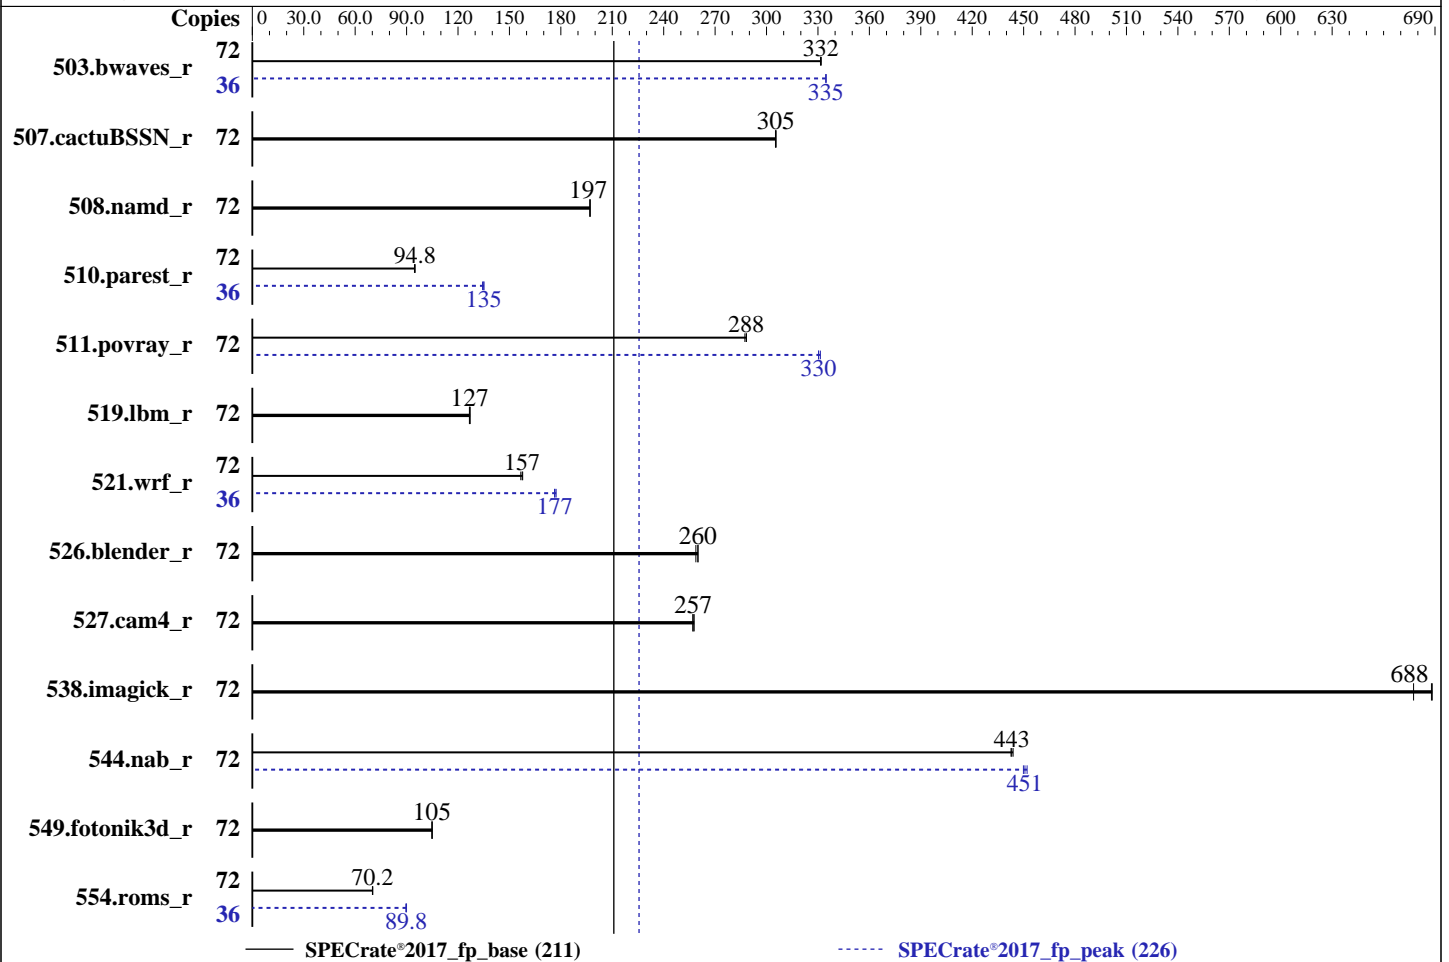 Copies 0 30.0 60.0 90.0 120 150 180 210 240 270 300 330 360 390 420 450 480 510 540 570 600 630 690
503.bwaves_r 72 332
36 335
507.cactuBSSN_r 72 305
508.namd_r 72 197
510.parest_r 72 94.8
36 135
511.povray_r 72 288
330
519.lbm_r 72 127
521.wrf_r 72 157
36 177
526.blender_r 72 260
527.cam4_r 72 257
538.imagick_r 72 688
544.nab_r 72 443
451
549.fotonik3d_r 72 105
554.roms_r 72 70.2
36 89.8
SPECrate®2017_fp_base (211) SPECrate®2017_fp_peak (226)